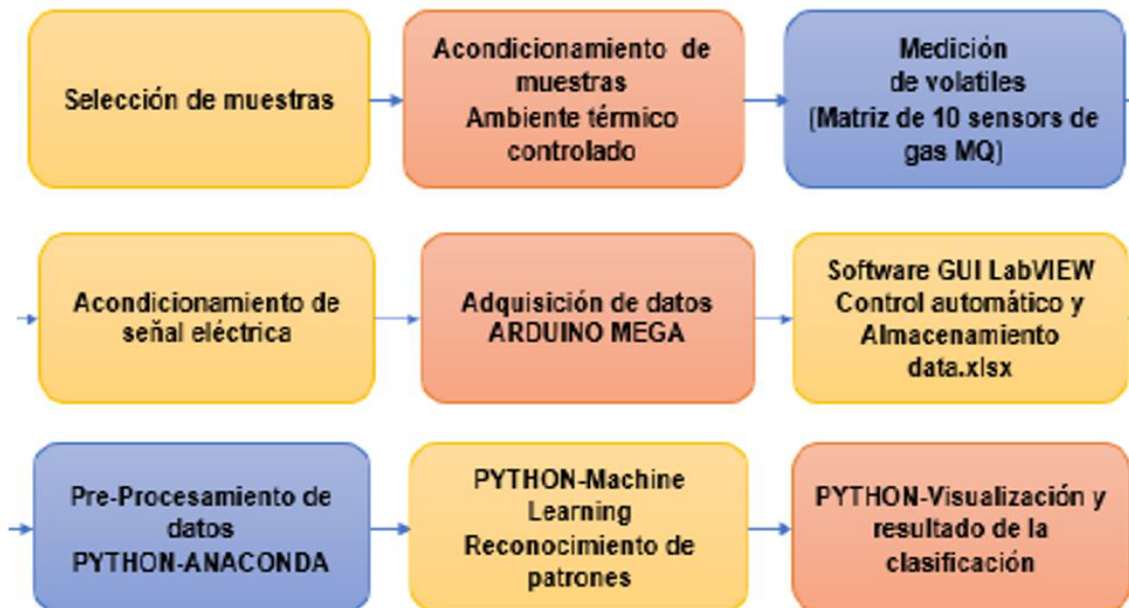 Selección de muestras
Acondicionamiento de
muestras
Ambiente térmico
controlado
Medición
de volatiles
(Matriz de 10 sensors de
gas MQ)
Acondicionamiento de
señal eléctrica
Adquisición de datos
ARDUINO MEGA
Software GUI LabVIEW
Control automático y
Almacenamiento
data.xlsx
Pre-Procesamiento de
datos
PYTHON-ANACONDA
PYTHON-Machine
Learning
Reconocimiento de
patrones
PYTHON-Visualización y
resultado de la
clasificación